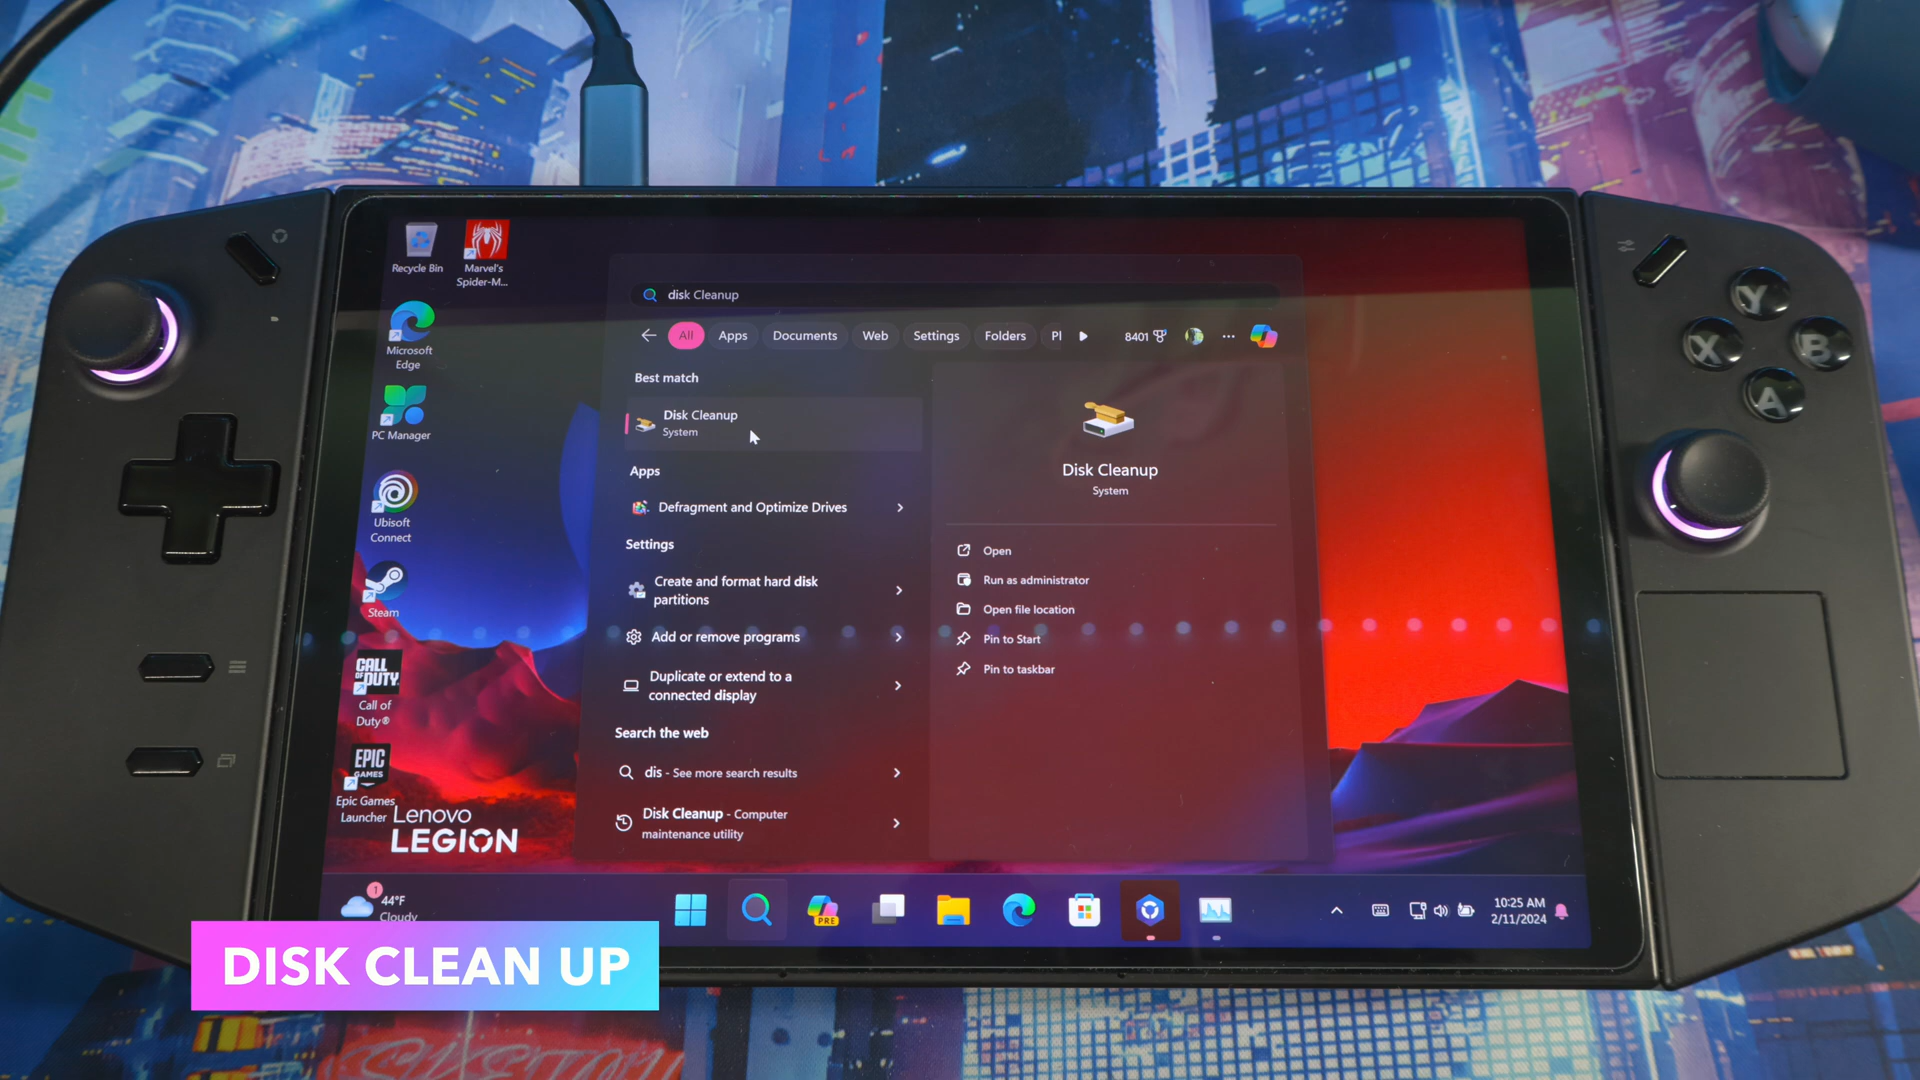 Recycle Bin
Marvel's
Spider-M...
Microsoft
Edge
PC Manager
Ubisoft
Connect
Steam
CALL
OF DUTY
Call of
Duty®
EPIC
GAMES
Epic Games
Launcher
Lenovo
LEGION
disk Cleanup
All
Apps
Documents
Web
Settings
Folders
8401
Best match
Disk Cleanup
System
Apps
Defragment and Optimize Drives
Settings
Create and format hard disk
partitions
Add or remove programs
Duplicate or extend to a
connected display
Search the web
dis - See more search results
Disk Cleanup - Computer
maintenance utility
Disk Cleanup
System
Open
Run as administrator
Open file location
Pin to Start
Pin to taskbar
1
44°F
Cloudy
PRE
10:25 AM
2/11/2024
Y
X
B
A
DISK CLEAN UP